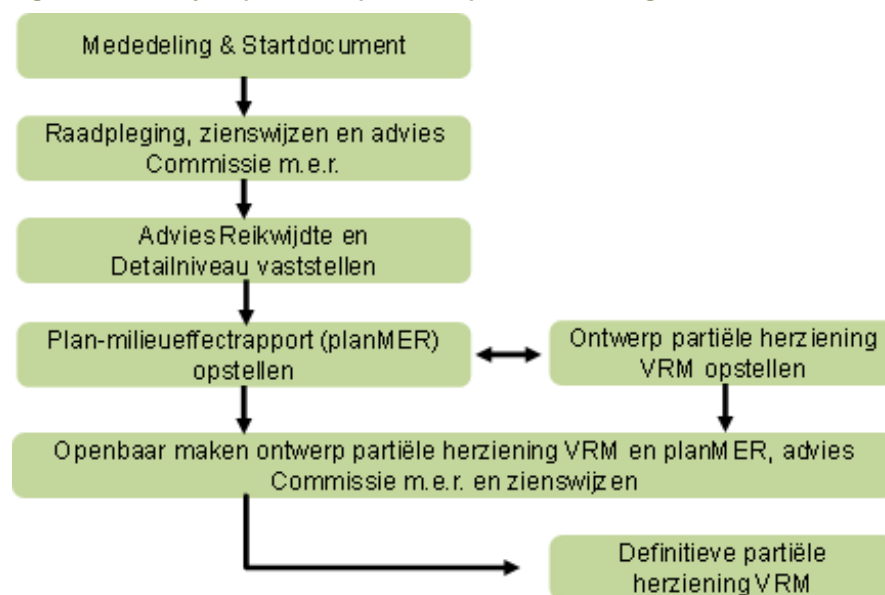 Mededeling & Startdocument
Raadpleging, zienswijzen en advies
Commissie m.e.r.
Advies Reikwijdte en
Detailniveau vaststellen
Plan-milieueffectrapport (planMER)
opstellen
Ontwerp partiële herziening
VRM opstellen
Openbaar maken ontwerp partiële herziening VRM en planMER, advies
Commissie m.e.r. en zienswijzen
Definitieve partiële
herziening VRM